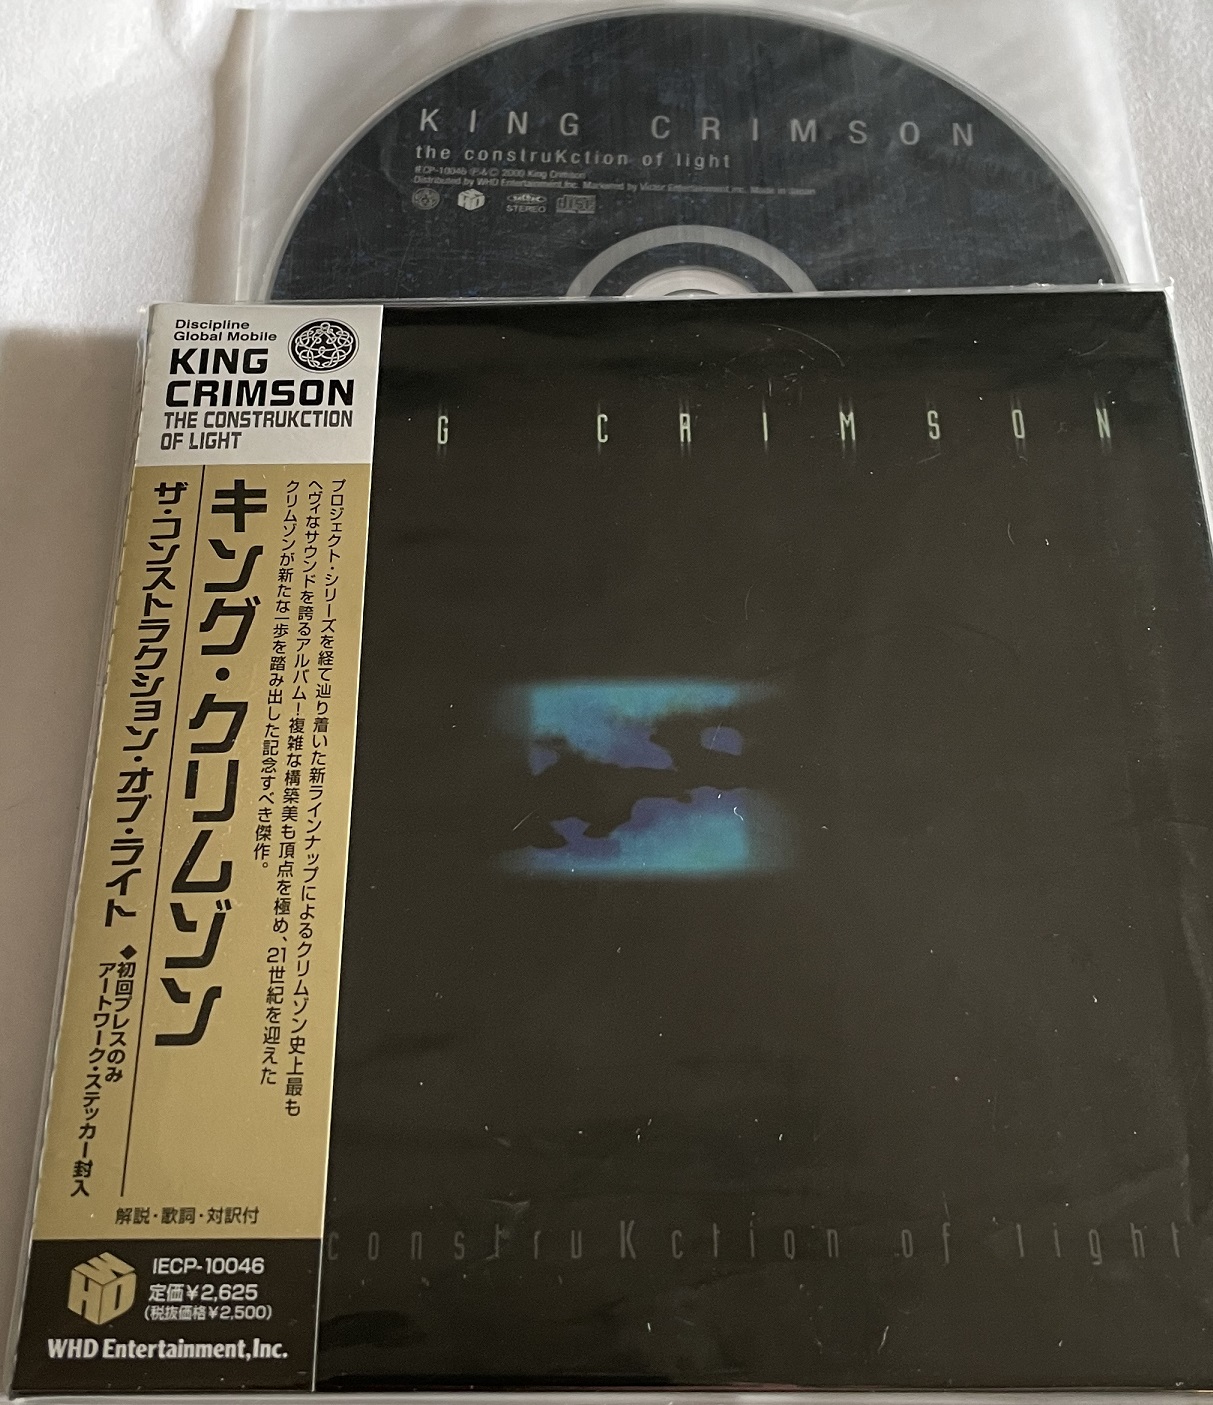 KING CRIMSON
the construKction of light
IECP-10046 ℗&© 2000 King Crimson
Distributed by WHD Entertainment,Inc. Marketed by Victor Entertainment,Inc. Made in Japan
WHD
STEREO
disc
Discipline
Global Mobile
KING
CRIMSON
THE CONSTRUKCTION
OF LIGHT
G CRIMSON
プロジェクト・シリーズを経て辿り着いた新ラインナップによるクリムゾン史上最も
ヘヴィなサウンドを誇るアルバム!複雑な構築美も頂点を極め、21世紀を迎えた
クリムゾンが新たな一歩を踏み出した記念すべき傑作。
キング・クリムゾン
ザ・コンストラクション・オブ・ライト
◆初回プレスのみ
アートワーク・ステッカー封入
解説・歌詞・対訳付
construKction of light
WHD
IECP-10046
定価¥2,625
(税抜価格¥2,500)
WHD Entertainment,Inc.